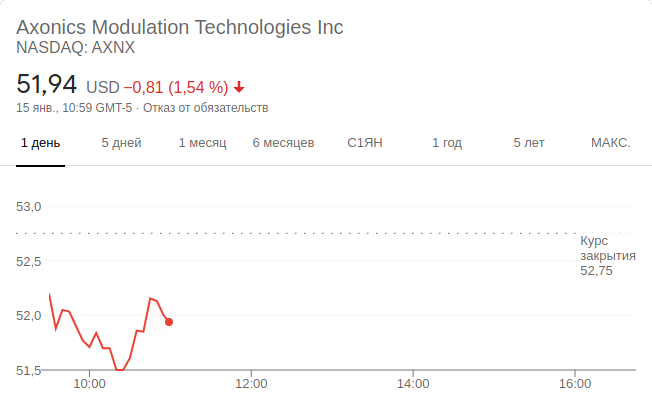 Axonics Modulation Technologies Inc
NASDAQ: AXNX
51,94 USD −0,81 (1,54 %)
15 янв., 10:59 GMT-5 · Отказ от обязательств
1 день 5 дней 1 месяц 6 месяцев С1ЯН 1 год 5 лет МАКС.
53,0
Курс
закрытия
52,75
52,5
52,0
51,5
10:00 12:00 14:00 16:00